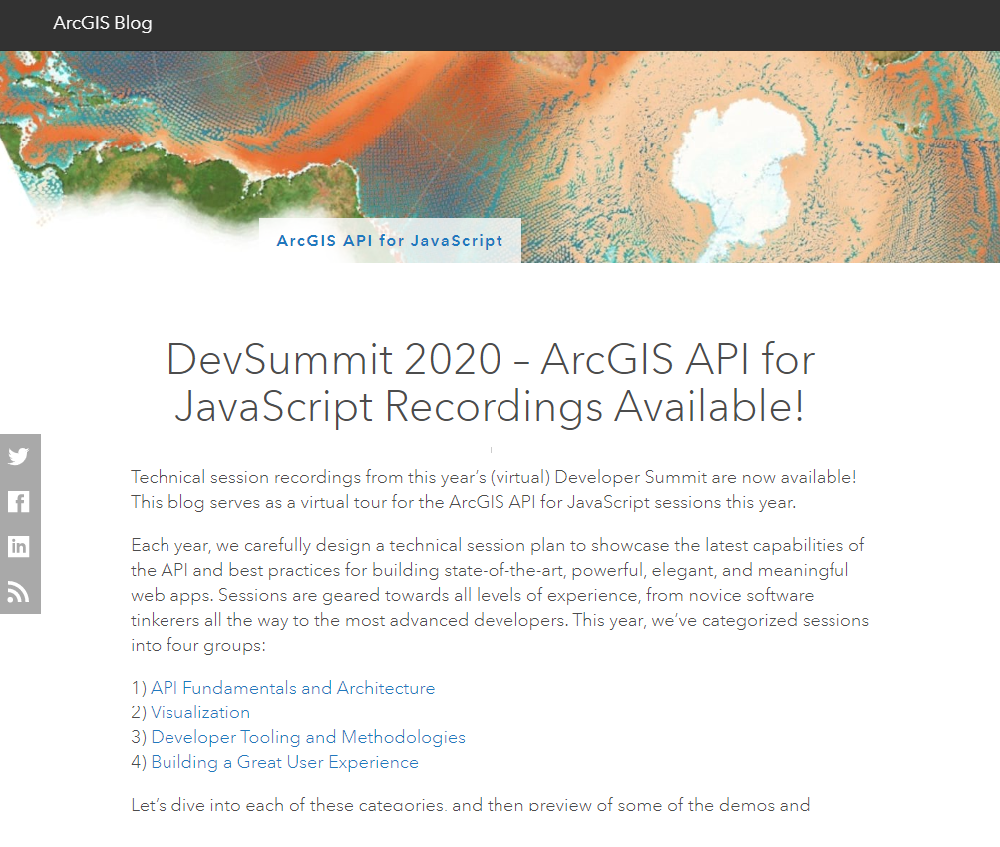 ArcGIS Blog
ArcGIS API for JavaScript
DevSummit 2020 – ArcGIS API for
JavaScript Recordings Available!
Technical session recordings from this year’s (virtual) Developer Summit are now available!
This blog serves as a virtual tour for the ArcGIS API for JavaScript sessions this year.
Each year, we carefully design a technical session plan to showcase the latest capabilities of
the API and best practices for building state-of-the-art, powerful, elegant, and meaningful
web apps. Sessions are geared towards all levels of experience, from novice software
tinkerers all the way to the most advanced developers. This year, we’ve categorized sessions
into four groups:
1) API Fundamentals and Architecture
2) Visualization
3) Developer Tooling and Methodologies
4) Building a Great User Experience
Let’s dive into each of these categories, and then preview of some of the demos and